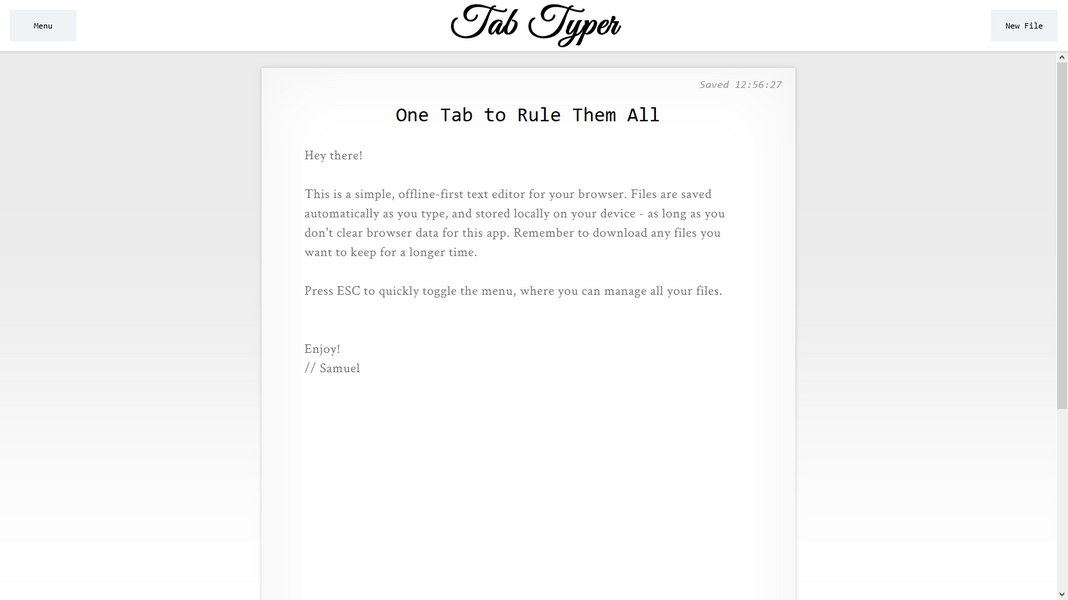 Menu
Tab Typer
New File
Saved 12:56:27
One Tab to Rule Them All
Hey there!
This is a simple, offline-first text editor for your browser. Files are saved
automatically as you type, and stored locally on your device - as long as you
don't clear browser data for this app. Remember to download any files you
want to keep for a longer time.
Press ESC to quickly toggle the menu, where you can manage all your files.
Enjoy!
// Samuel